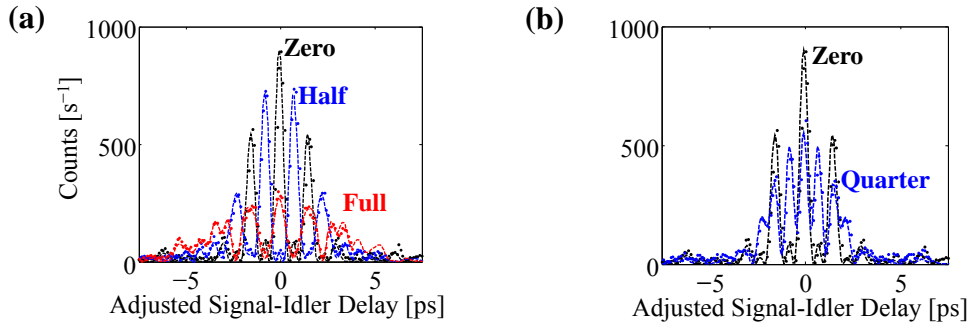 (a)
1000
500
0
Counts [s⁻¹]
Zero
Half
Full
−5
0
5
Adjusted Signal-Idler Delay [ps]
(b)
1000
500
0
Zero
Quarter
−5
0
5
Adjusted Signal-Idler Delay [ps]